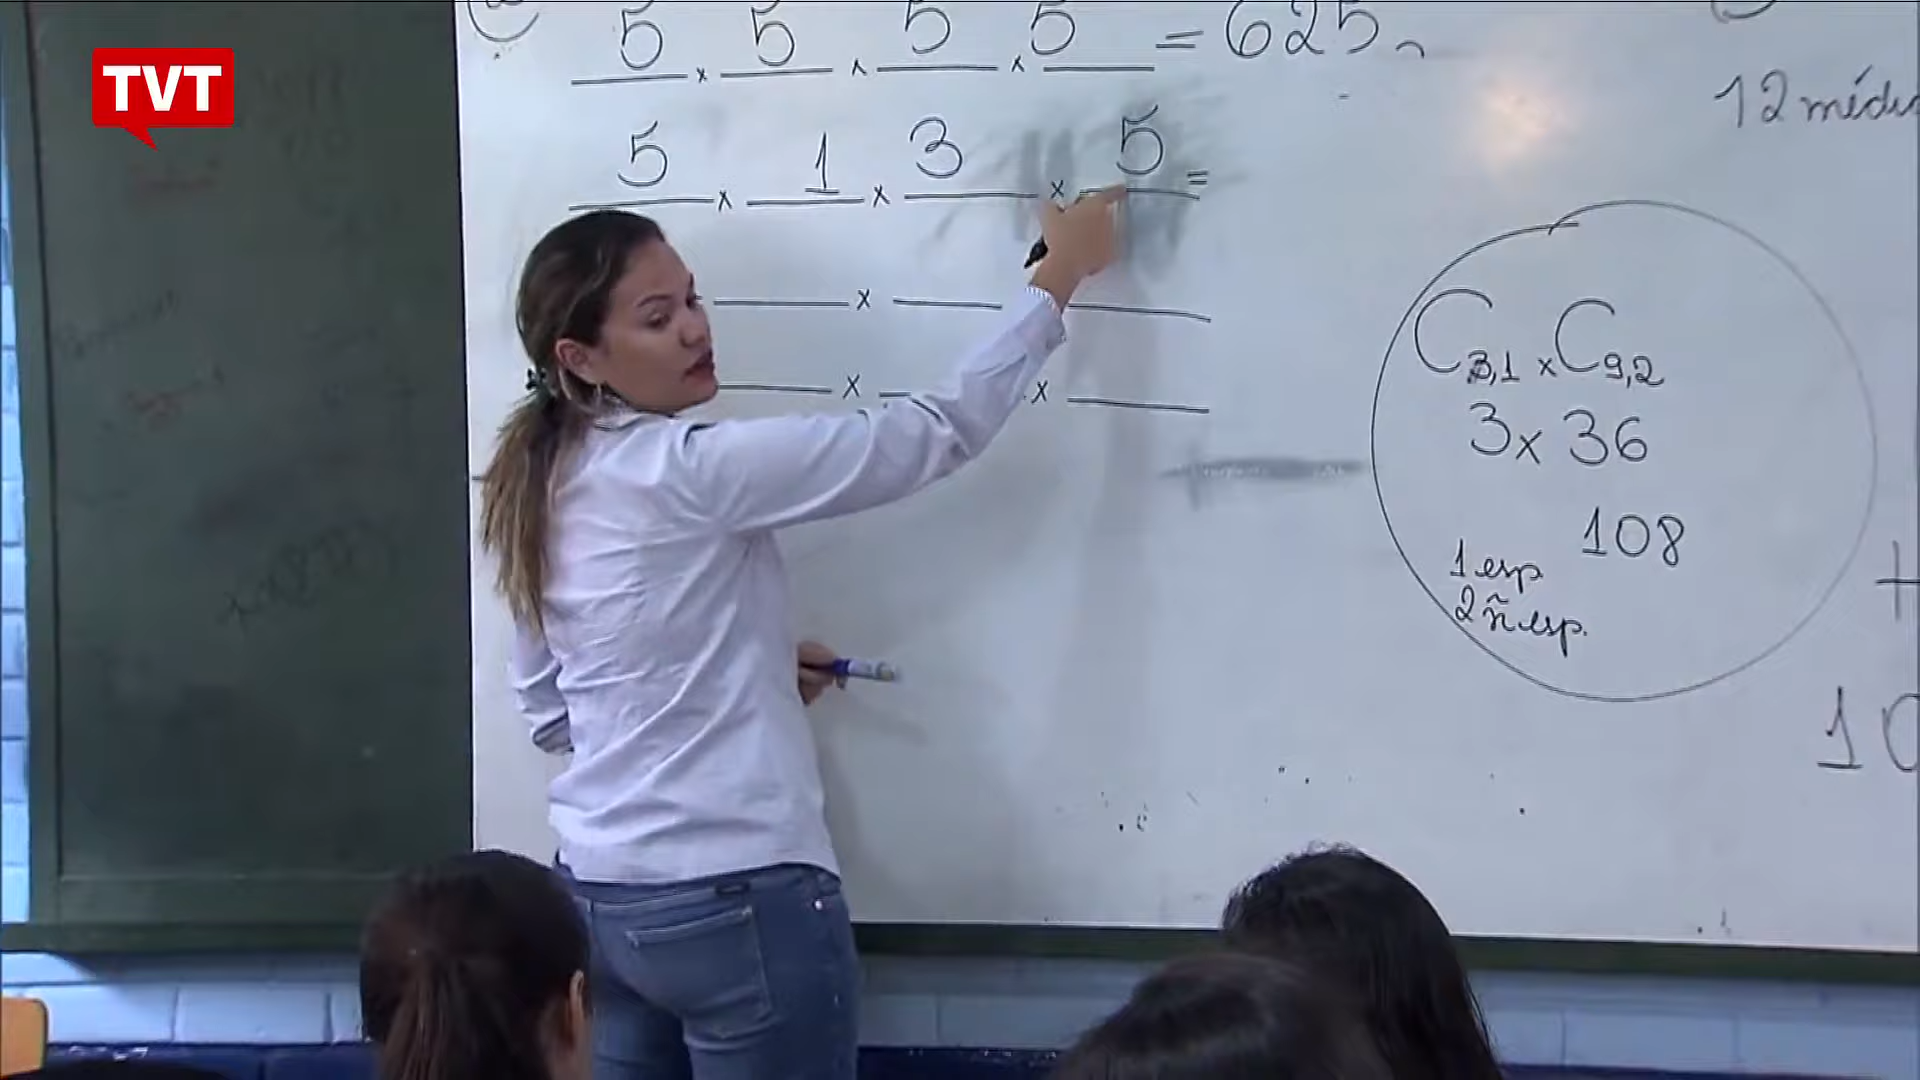 TVT
5 x 5 x 5 x 5 = 625
12
5 x 1 x 3 x 5 =
x
x x
C3,1 x C9,2
3 x 36
108
1 esp.
2 ñ esp.
+
10